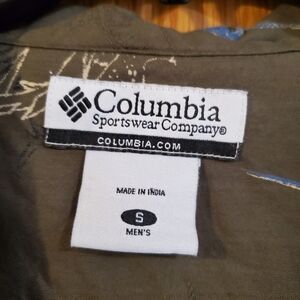 Columbia
Sportswear Company®
COLUMBIA.COM
MADE IN INDIA
S
MEN'S